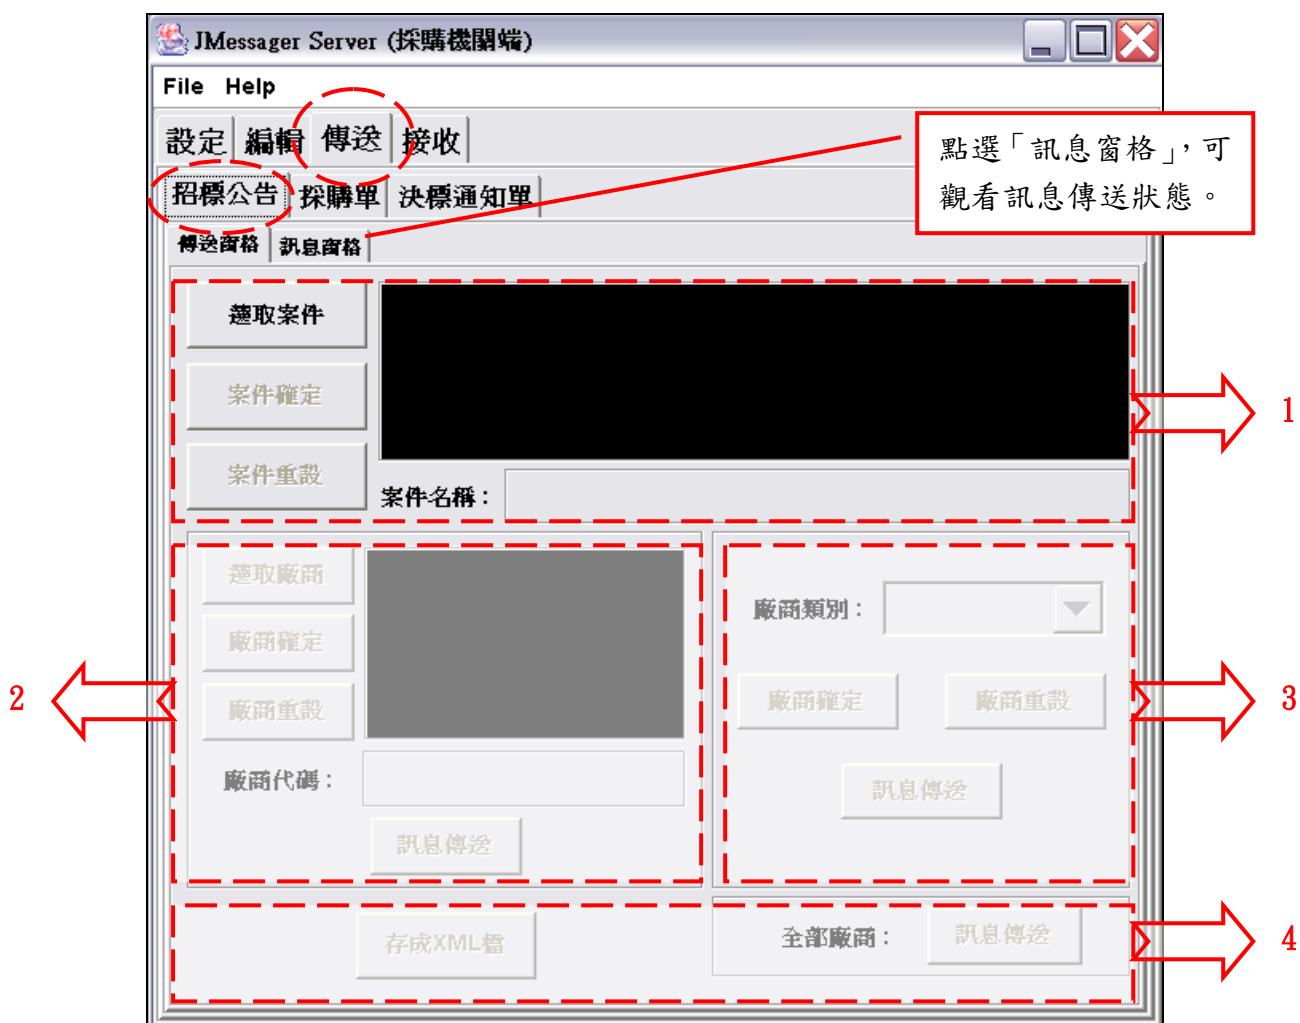 JMessager Server (採購機關端)
File Help
設定 編輯 傳送 接收
點選「訊息窗格」，可
觀看訊息傳送狀態。
招標公告 採購單 決標通知單
傳送窗格 訊息窗格
選取案件
案件確定
1
案件重設
案件名稱：
選取廠商
廠商類別：
廠商確定
2
廠商重設
廠商確定 廠商重設
3
廠商代碼：
訊息傳送
訊息傳送
存成XML檔
全部廠商： 訊息傳送
4